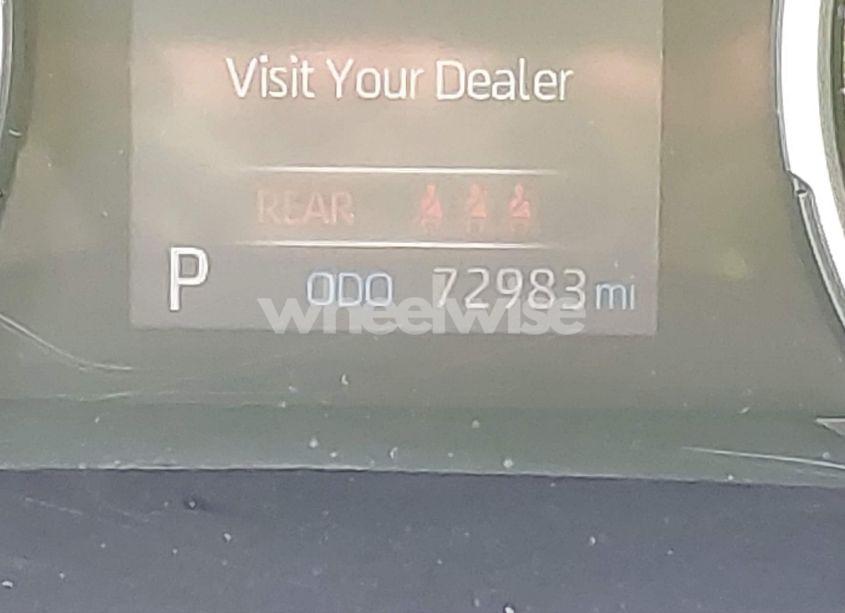 Visit Your Dealer
REAR
P ODO 72983 mi
wheelwise